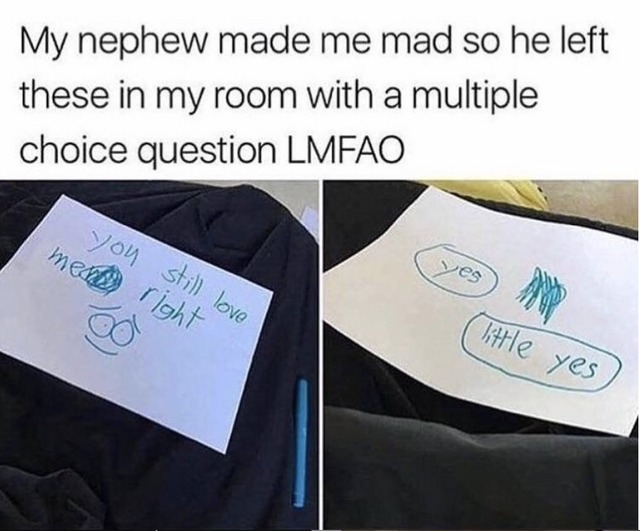 My nephew made me mad so he left
these in my room with a multiple
choice question LMFAO
you still love
me right
yes
little yes